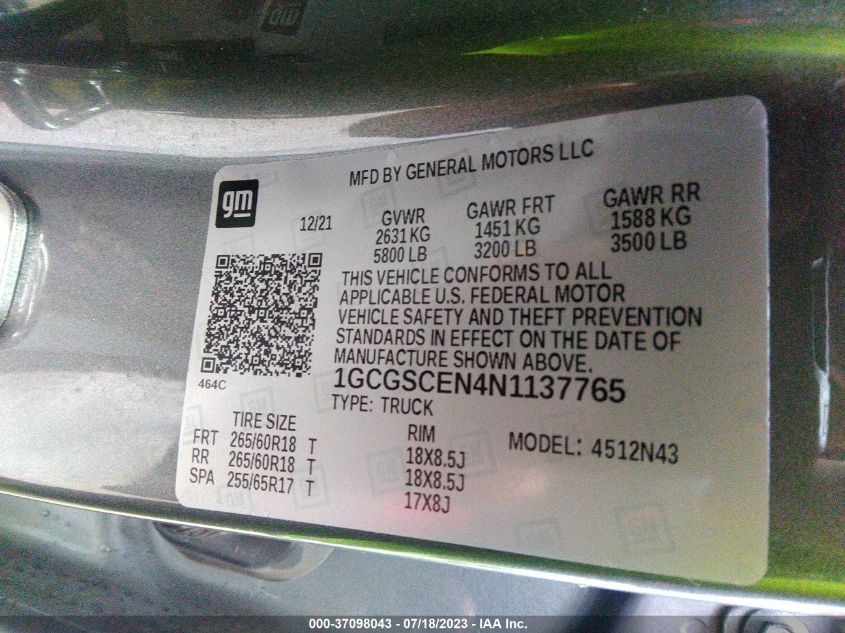 MFD BY GENERAL MOTORS LLC
gm
12/21
GVWR GAWR FRT GAWR RR
2631 KG 1451 KG 1588 KG
5800 LB 3200 LB 3500 LB
THIS VEHICLE CONFORMS TO ALL
APPLICABLE U.S. FEDERAL MOTOR
VEHICLE SAFETY AND THEFT PREVENTION
STANDARDS IN EFFECT ON THE DATE OF
MANUFACTURE SHOWN ABOVE.
464C
1GCGSCEN4N1137765
TYPE: TRUCK
TIRE SIZE RIM MODEL: 4512N43
FRT 265/60R18 T 18X8.5J
RR 265/60R18 T 18X8.5J
SPA 255/65R17 T 17X8J
000-37098043 / 07/18/2023 - IAA Inc.